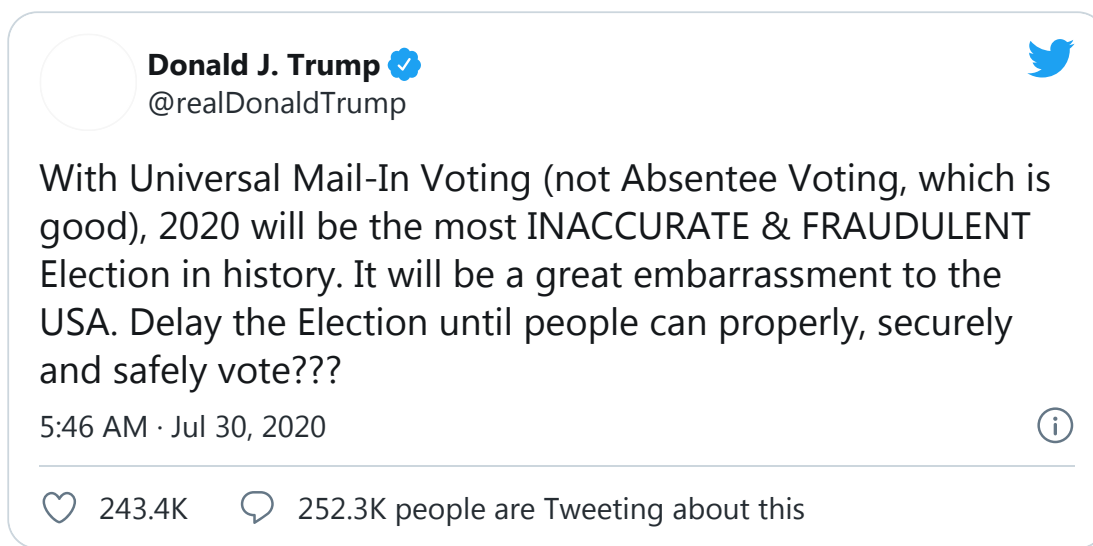 Donald J. Trump
@realDonaldTrump
With Universal Mail-In Voting (not Absentee Voting, which is
good), 2020 will be the most INACCURATE & FRAUDULENT
Election in history. It will be a great embarrassment to the
USA. Delay the Election until people can properly, securely
and safely vote???
5:46 AM · Jul 30, 2020
243.4K 252.3K people are Tweeting about this